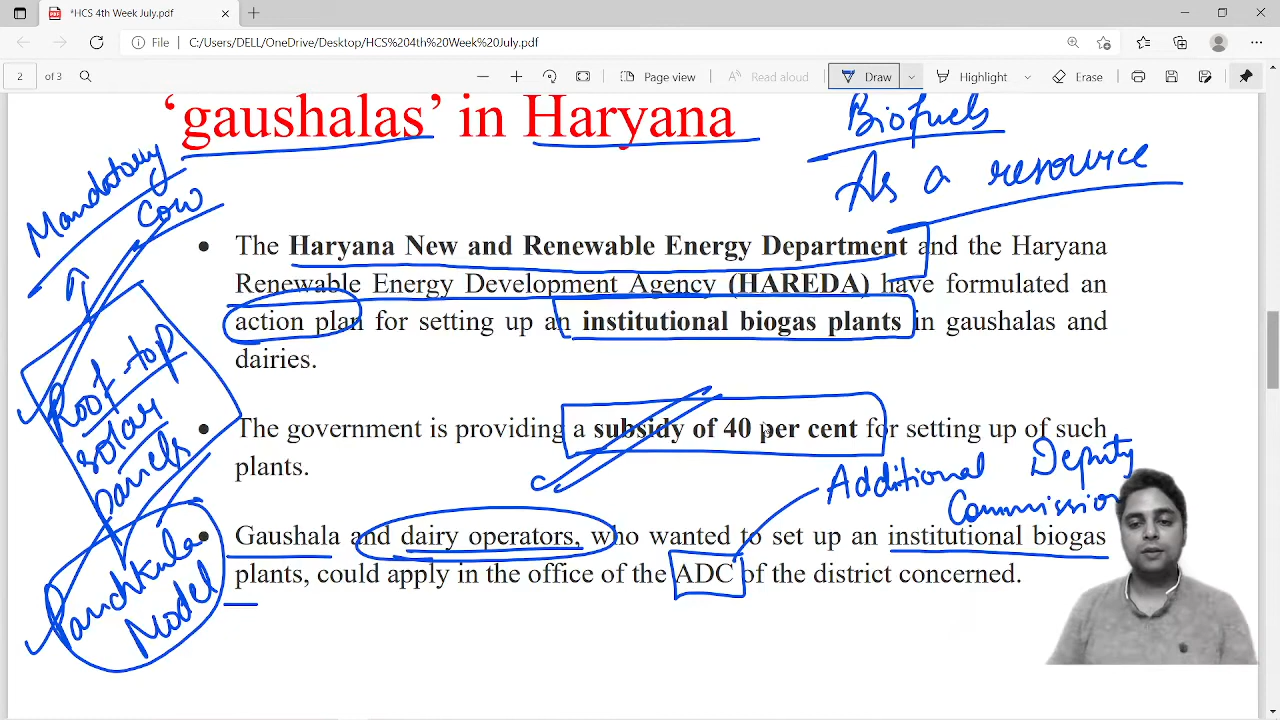 *HCS 4th Week July.pdf
File C:/Users/DELL/OneDrive/Desktop/HCS%204th%20Week%20July.pdf
2 of 3 Page view Read aloud Draw Highlight Erase
'gaushalas' in Haryana
Biofuels
As a resource
Mandatory
Cow
• The Haryana New and Renewable Energy Department and the Haryana
Renewable Energy Development Agency (HAREDA) have formulated an
action plan for setting up an institutional biogas plants in gaushalas and
dairies.
Roof-top
solar
panels
• The government is providing a subsidy of 40 per cent for setting up of such
plants.
Additional Deputy
Commission
• Gaushala and dairy operators, who wanted to set up an institutional biogas
plants, could apply in the office of the ADC of the district concerned.
Panchkula
Model